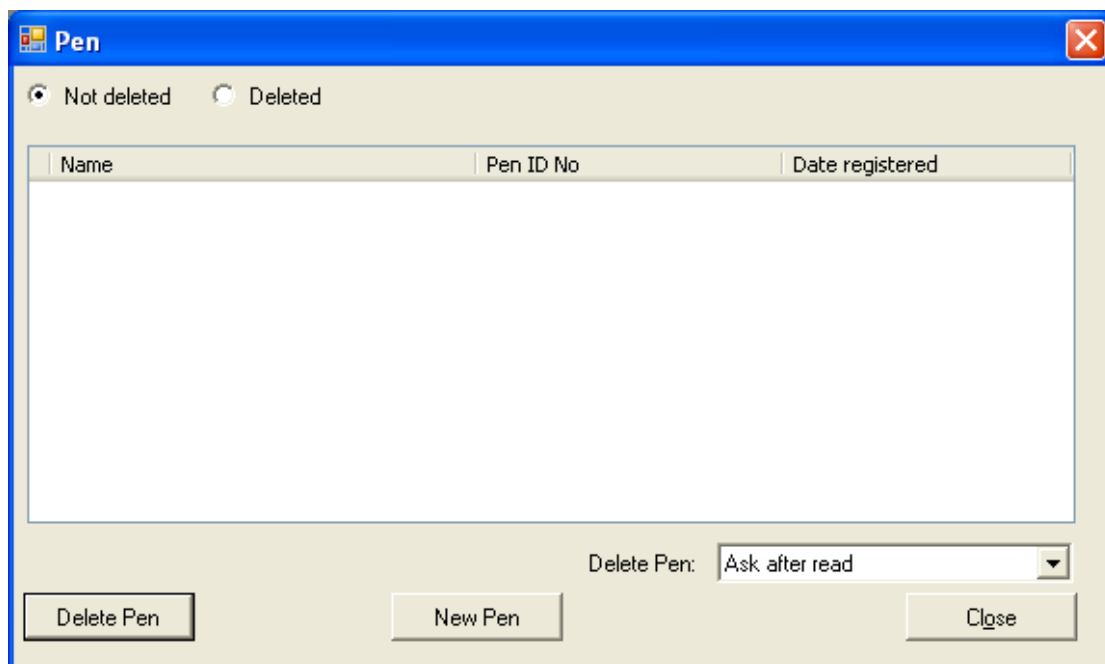 Pen
Not deleted Deleted
Name Pen ID No Date registered
Delete Pen: Ask after read
Delete Pen New Pen Close